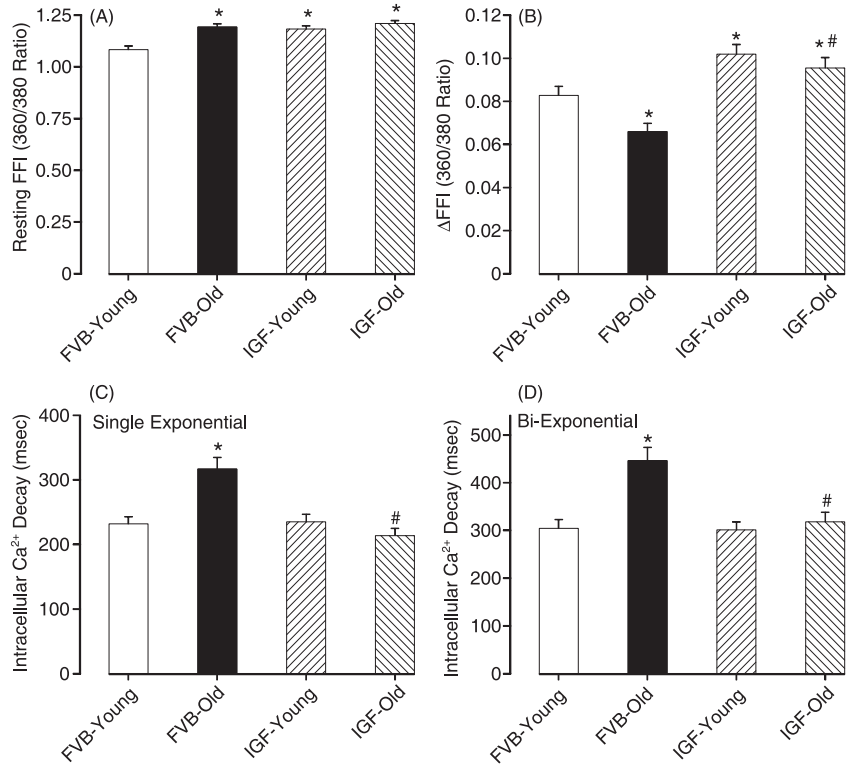 (A)
Resting FFI (360/380 Ratio)
1.25
1.00
0.75
0.50
0.25
0
*
*
*
FVB-Young
FVB-Old
IGF-Young
IGF-Old
(B)
ΔFFI (360/380 Ratio)
0.12
0.10
0.08
0.06
0.04
0.02
0
*
*
* #
FVB-Young
FVB-Old
IGF-Young
IGF-Old
(C)
Single Exponential
Intracellular Ca²⁺ Decay (msec)
400
300
200
100
0
*
#
FVB-Young
FVB-Old
IGF-Young
IGF-Old
(D)
Bi-Exponential
Intracellular Ca²⁺ Decay (msec)
500
400
300
200
100
0
*
#
FVB-Young
FVB-Old
IGF-Young
IGF-Old